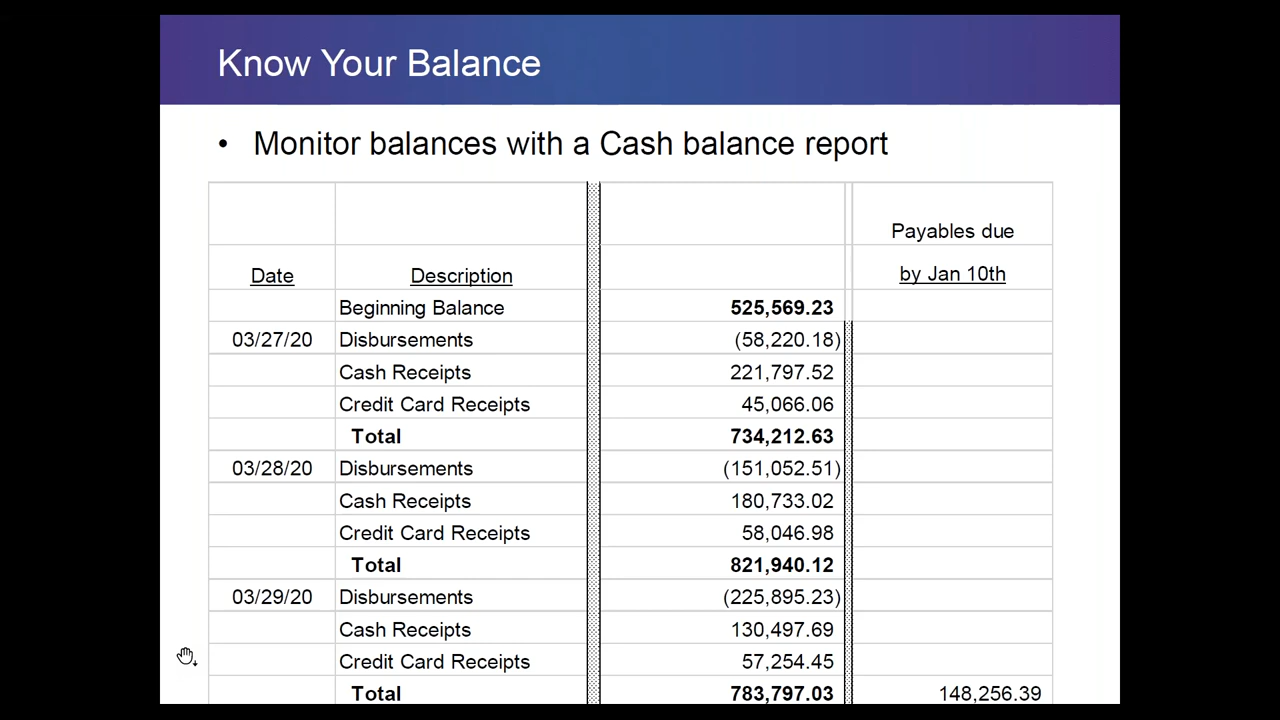 Know Your Balance
• Monitor balances with a Cash balance report
Payables due
Date Description by Jan 10th
Beginning Balance 525,569.23
03/27/20 Disbursements (58,220.18)
Cash Receipts 221,797.52
Credit Card Receipts 45,066.06
Total 734,212.63
03/28/20 Disbursements (151,052.51)
Cash Receipts 180,733.02
Credit Card Receipts 58,046.98
Total 821,940.12
03/29/20 Disbursements (225,895.23)
Cash Receipts 130,497.69
Credit Card Receipts 57,254.45
Total 783,797.03 148,256.39